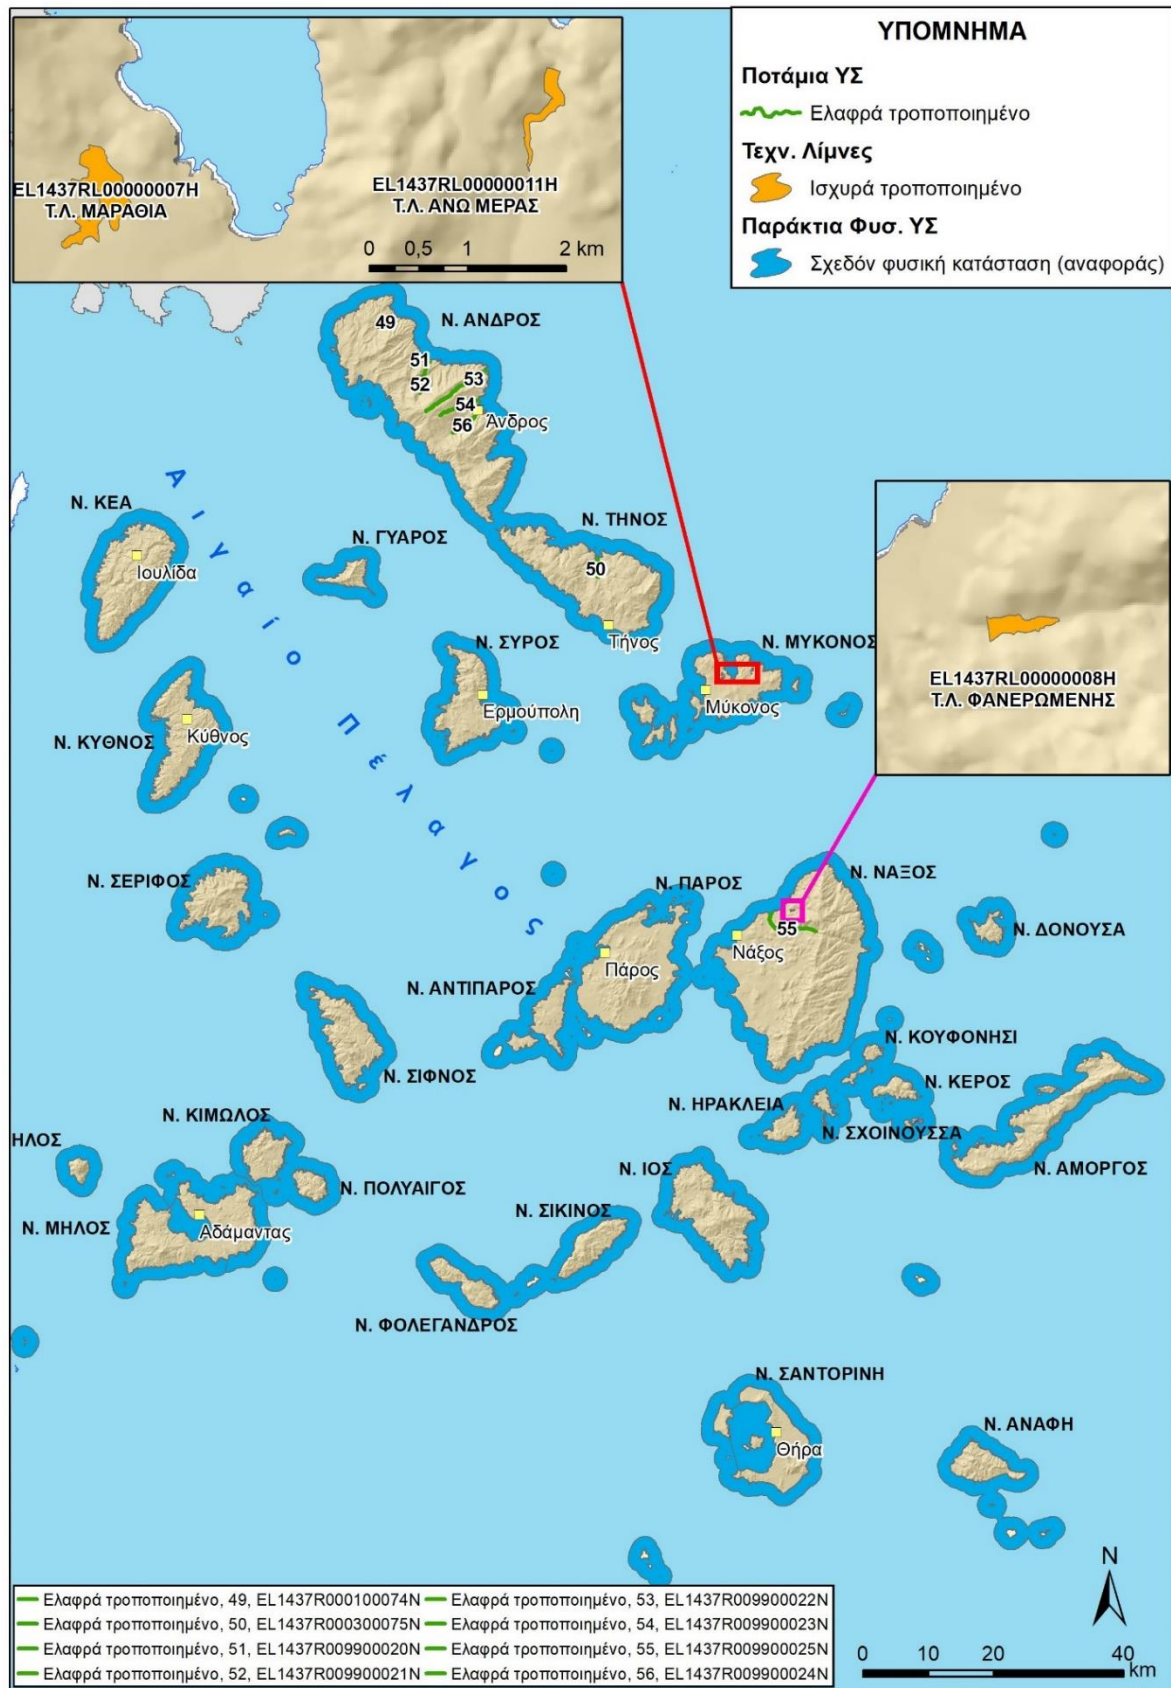 ΥΠΟΜΝΗΜΑ
Ποτάμια ΥΣ
Ελαφρά τροποποιημένο
Τεχν. Λίμνες
Ισχυρά τροποποιημένο
Παράκτια Φυσ. ΥΣ
Σχεδόν φυσική κατάσταση (αναφοράς)
EL1437RL00000007H
Τ.Λ. ΜΑΡΑΘΙΑ
EL1437RL00000011H
Τ.Λ. ΑΝΩ ΜΕΡΑΣ
0 0,5 1 2 km
49
Ν. ΑΝΔΡΟΣ
51
52
53
54
56
Άνδρος
Αιγαίο Πέλαγος
Ν. ΚΕΑ
Ιουλίδα
Ν. ΓΥΑΡΟΣ
Ν. ΤΗΝΟΣ
50
Τήνος
Ν. ΣΥΡΟΣ
Ερμούπολη
Ν. ΜΥΚΟΝΟΣ
Μύκονος
EL1437RL00000008H
Τ.Λ. ΦΑΝΕΡΩΜΕΝΗΣ
Ν. ΚΥΘΝΟΣ
Κύθνος
Ν. ΣΕΡΙΦΟΣ
Ν. ΠΑΡΟΣ
Πάρος
Ν. ΝΑΞΟΣ
55
Νάξος
Ν. ΔΟΝΟΥΣΑ
Ν. ΑΝΤΙΠΑΡΟΣ
Ν. ΣΙΦΝΟΣ
Ν. ΚΟΥΦΟΝΗΣΙ
Ν. ΚΕΡΟΣ
Ν. ΗΡΑΚΛΕΙΑ
Ν. ΣΧΟΙΝΟΥΣΣΑ
Ν. ΑΜΟΡΓΟΣ
Ν. ΚΙΜΩΛΟΣ
ΗΛΟΣ
Ν. ΠΟΛΥΑΙΓΟΣ
Ν. ΜΗΛΟΣ
Αδάμαντας
Ν. ΙΟΣ
Ν. ΣΙΚΙΝΟΣ
Ν. ΦΟΛΕΓΑΝΔΡΟΣ
Ν. ΣΑΝΤΟΡΙΝΗ
Θήρα
Ν. ΑΝΑΦΗ
Ελαφρά τροποποιημένο, 49, EL1437R000100074N
Ελαφρά τροποποιημένο, 50, EL1437R000300075N
Ελαφρά τροποποιημένο, 51, EL1437R009900020N
Ελαφρά τροποποιημένο, 52, EL1437R009900021N
Ελαφρά τροποποιημένο, 53, EL1437R009900022N
Ελαφρά τροποποιημένο, 54, EL1437R009900023N
Ελαφρά τροποποιημένο, 55, EL1437R009900025N
Ελαφρά τροποποιημένο, 56, EL1437R009900024N
N
0 10 20 40 km